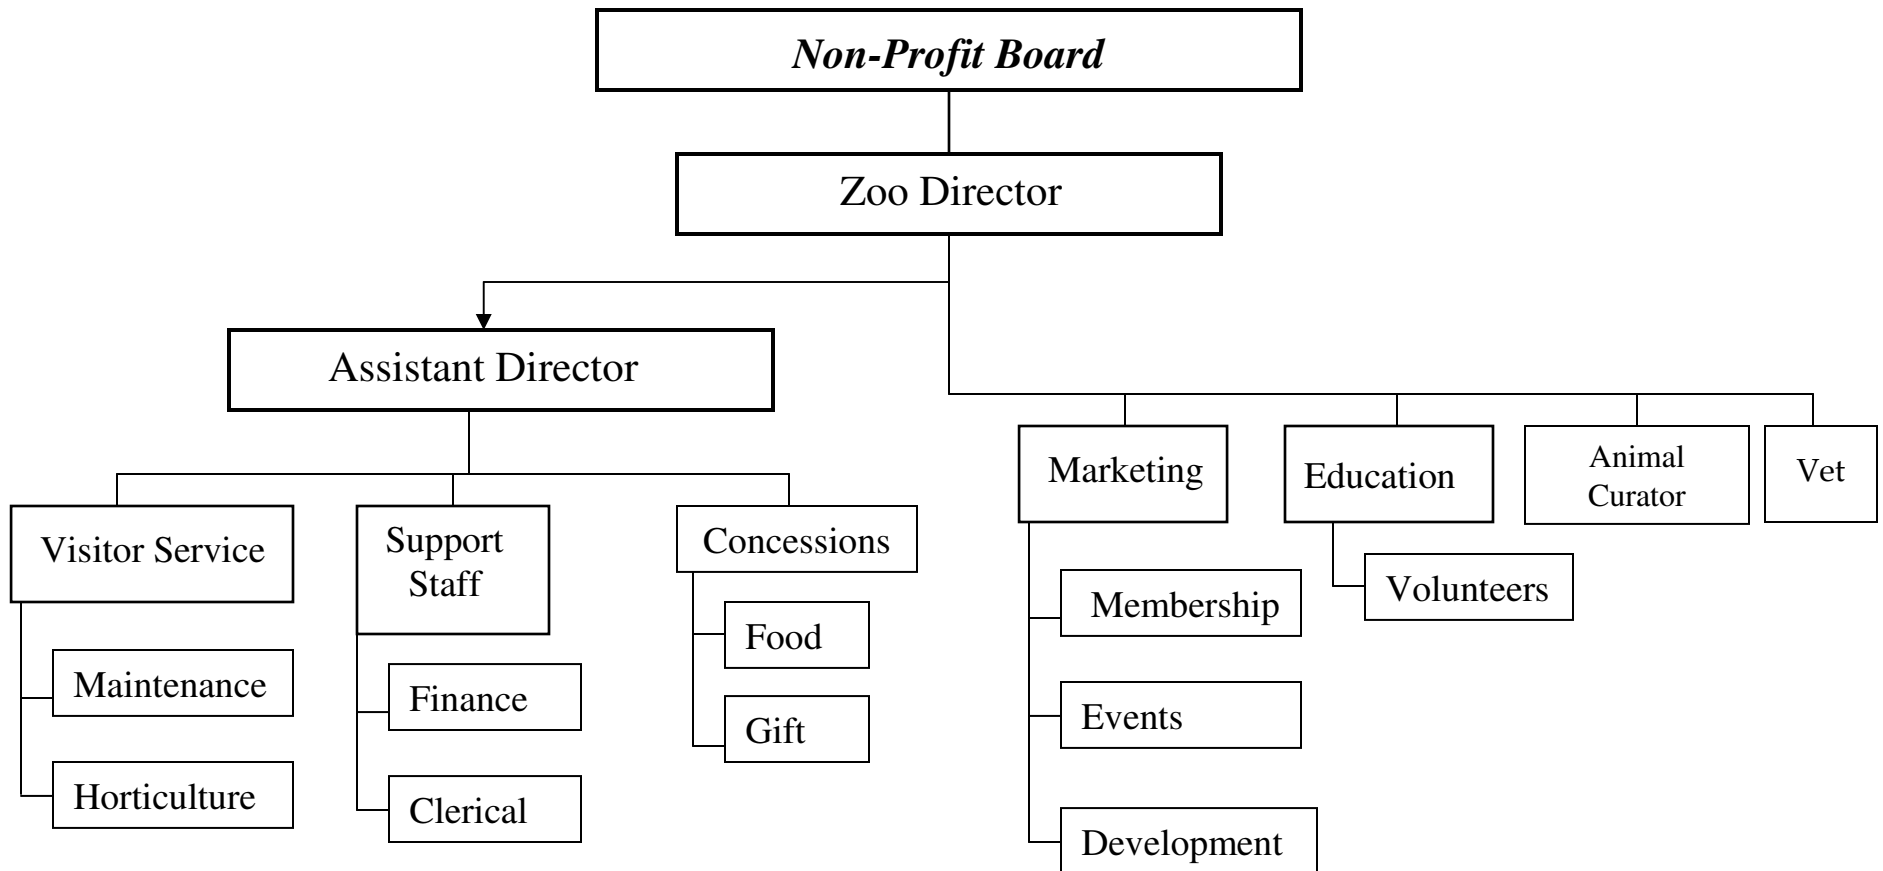 Non-Profit Board
Zoo Director
Assistant Director
Marketing
Education
Animal
Curator
Vet
Visitor Service
Support
Staff
Concessions
Maintenance
Horticulture
Finance
Clerical
Food
Gift
Membership
Events
Development
Volunteers